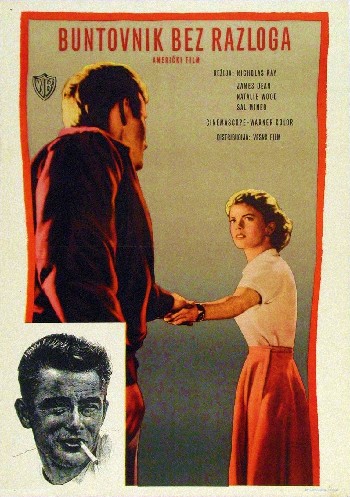 BUNTOVNIK BEZ RAZLOGA
AMERIČKI FILM
REŽIJA: NICHOLAS RAY
JAMES DEAN
NATALIE WOOD
SAL MINEO
CINEMASCOPE-WARNER COLOR
DISTRIBUCIJA: VESNA FILM
WB